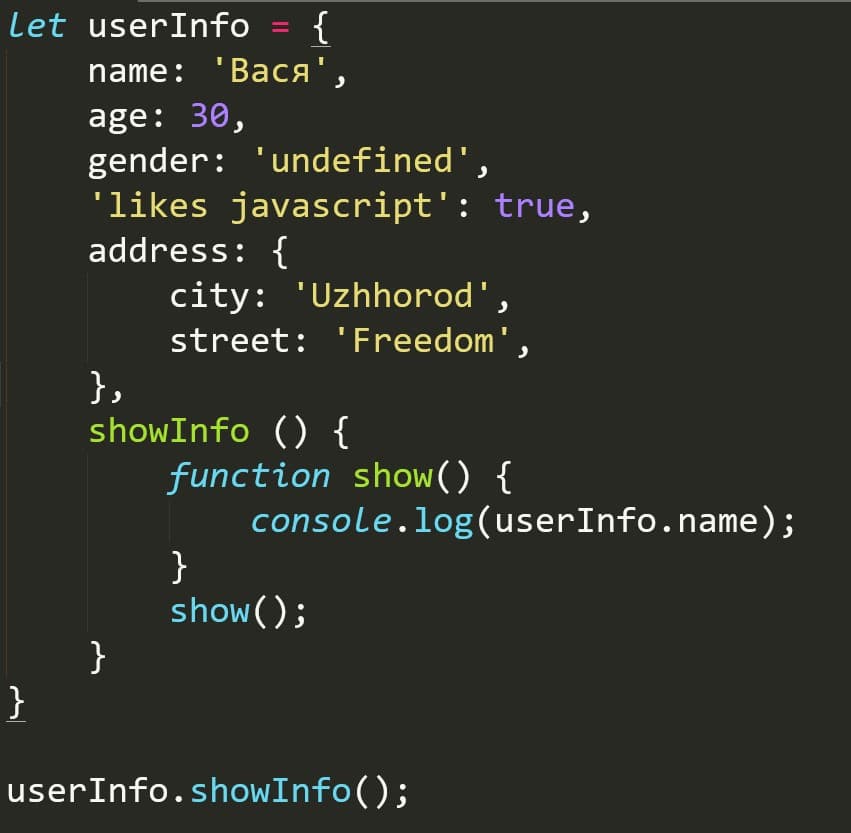 let userInfo = {
    name: 'Вася',
    age: 30,
    gender: 'undefined',
    'likes javascript': true,
    address: {
        city: 'Uzhhorod',
        street: 'Freedom',
    },
    showInfo () {
        function show() {
            console.log(userInfo.name);
        }
        show();
    }
}

userInfo.showInfo();